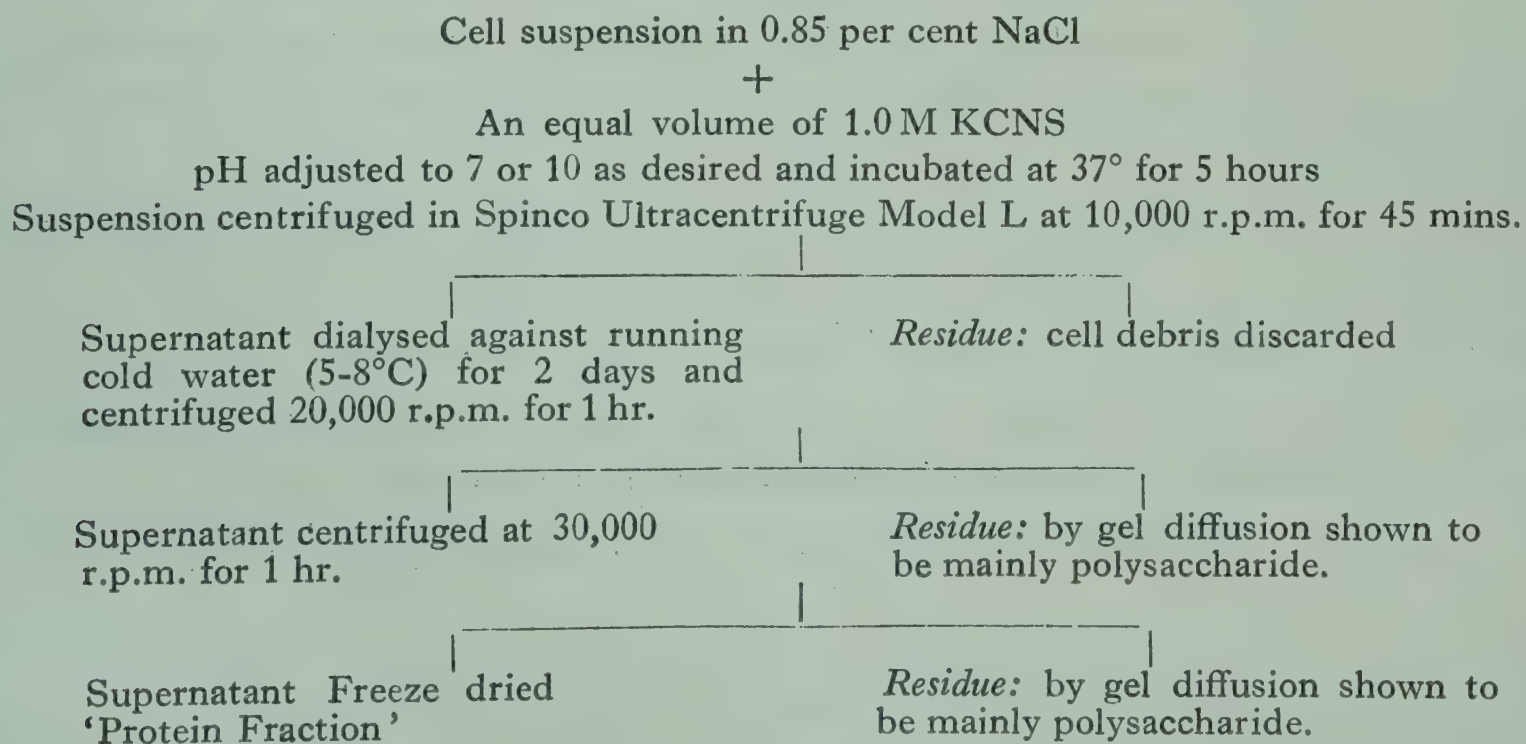 Cell suspension in 0.85 per cent NaCl
+
An equal volume of 1.0 M KCNS
pH adjusted to 7 or 10 as desired and incubated at 37° for 5 hours
Suspension centrifuged in Spinco Ultracentrifuge Model L at 10,000 r.p.m. for 45 mins.
Supernatant dialysed against running
cold water (5-8°C) for 2 days and
centrifuged 20,000 r.p.m. for 1 hr.
Residue: cell debris discarded
Supernatant centrifuged at 30,000
r.p.m. for 1 hr.
Residue: by gel diffusion shown to
be mainly polysaccharide.
Supernatant Freeze dried
‘Protein Fraction’
Residue: by gel diffusion shown to
be mainly polysaccharide.